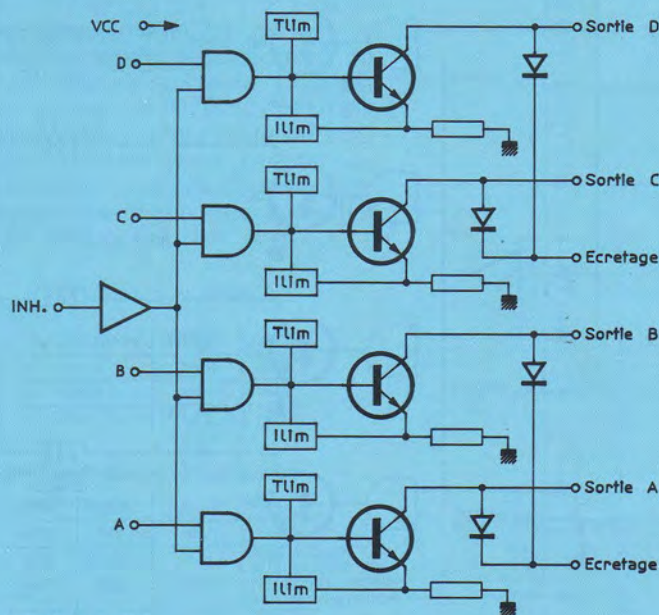 VCC
Tlim
Sortie D
D
Ilim
Tlim
Sortie C
C
Ilim
Ecretage
INH.
Tlim
Sortie B
B
Ilim
Tlim
Sortie A
A
Ilim
Ecretage